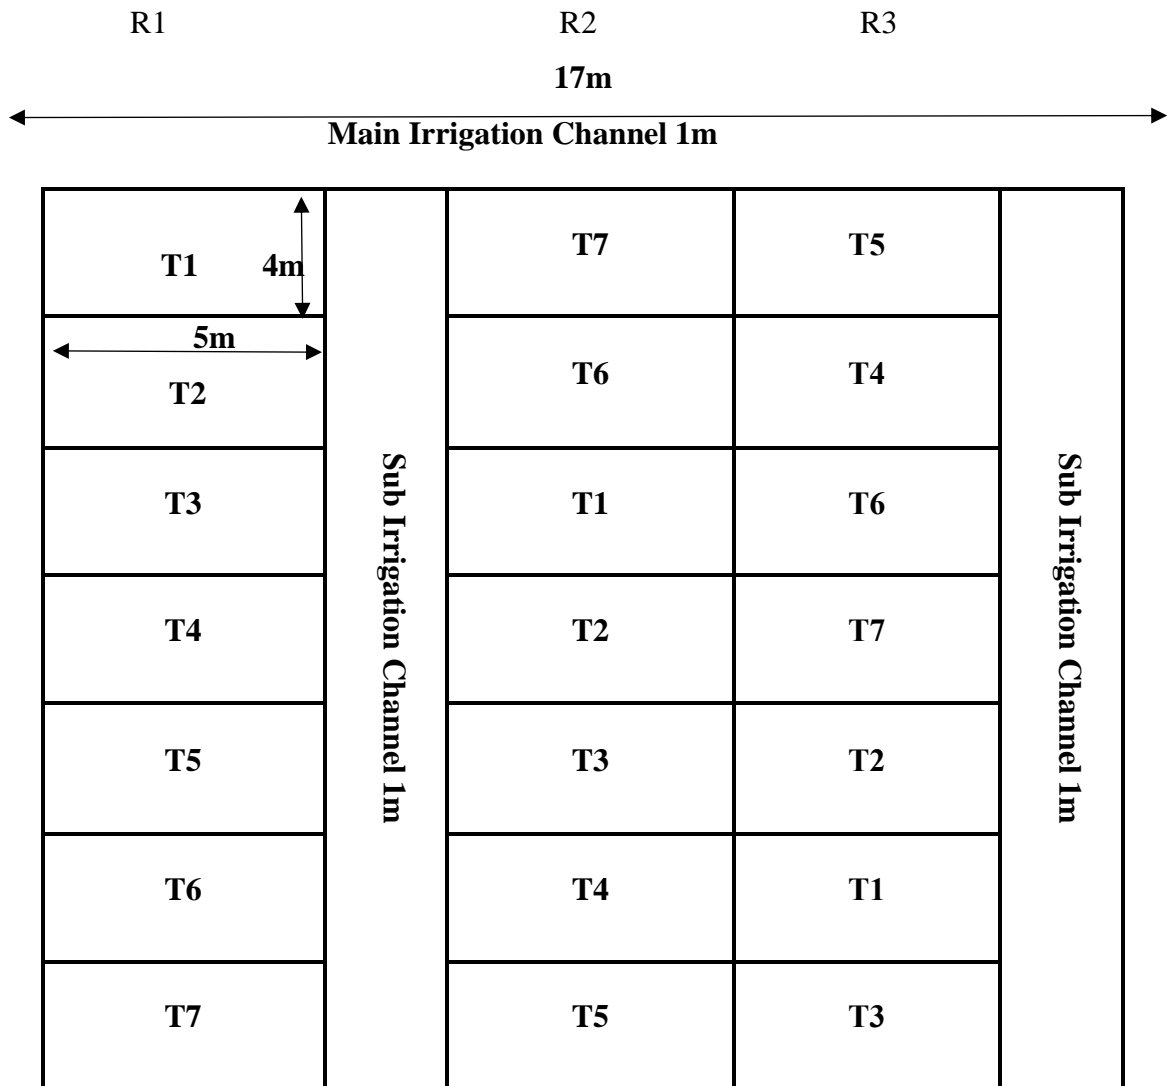 R1 R2 R3
17m
Main Irrigation Channel 1m
T1 4m T7 T5
5m
T2 T6 T4
T3 T1 T6
T4 T2 T7
T5 T3 T2
T6 T4 T1
T7 T5 T3
Sub Irrigation Channel 1m
Sub Irrigation Channel 1m